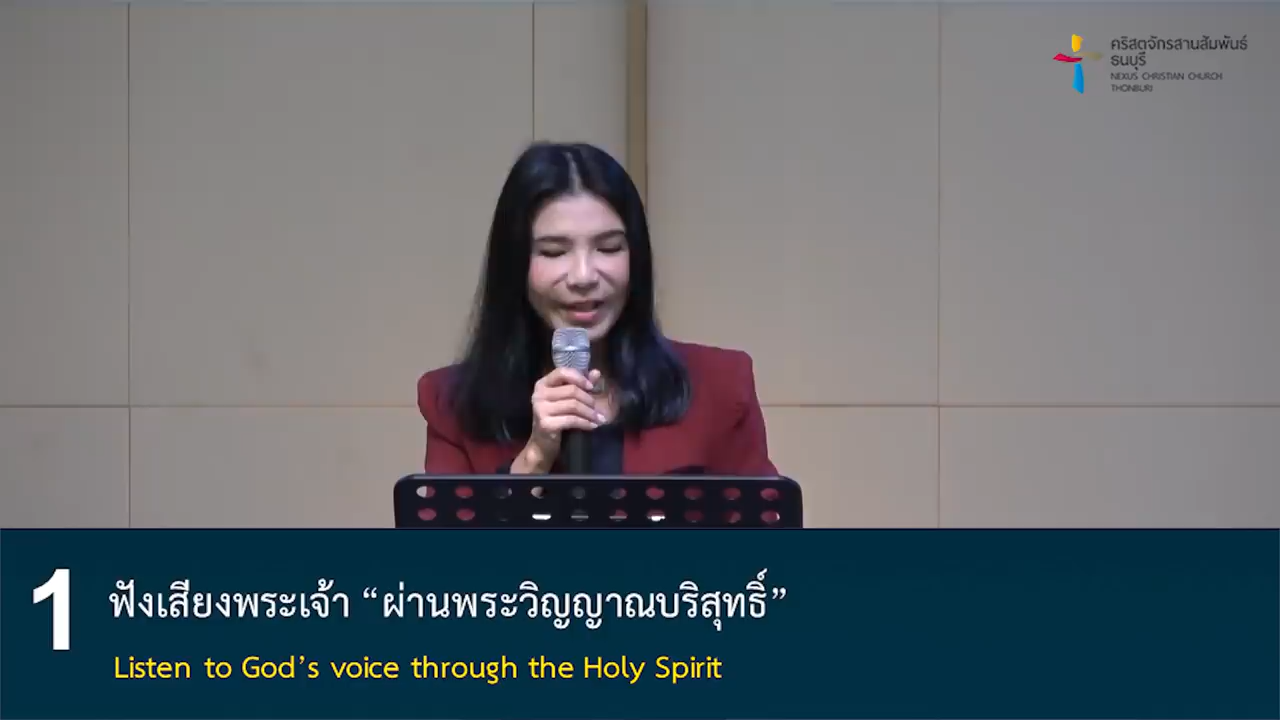 คริสตจักรสานสัมพันธ์
ธนบุรี
NEXUS CHRISTIAN CHURCH
THONBURI
1
ฟังเสียงพระเจ้า “ผ่านพระวิญญาณบริสุทธิ์”
Listen to God’s voice through the Holy Spirit